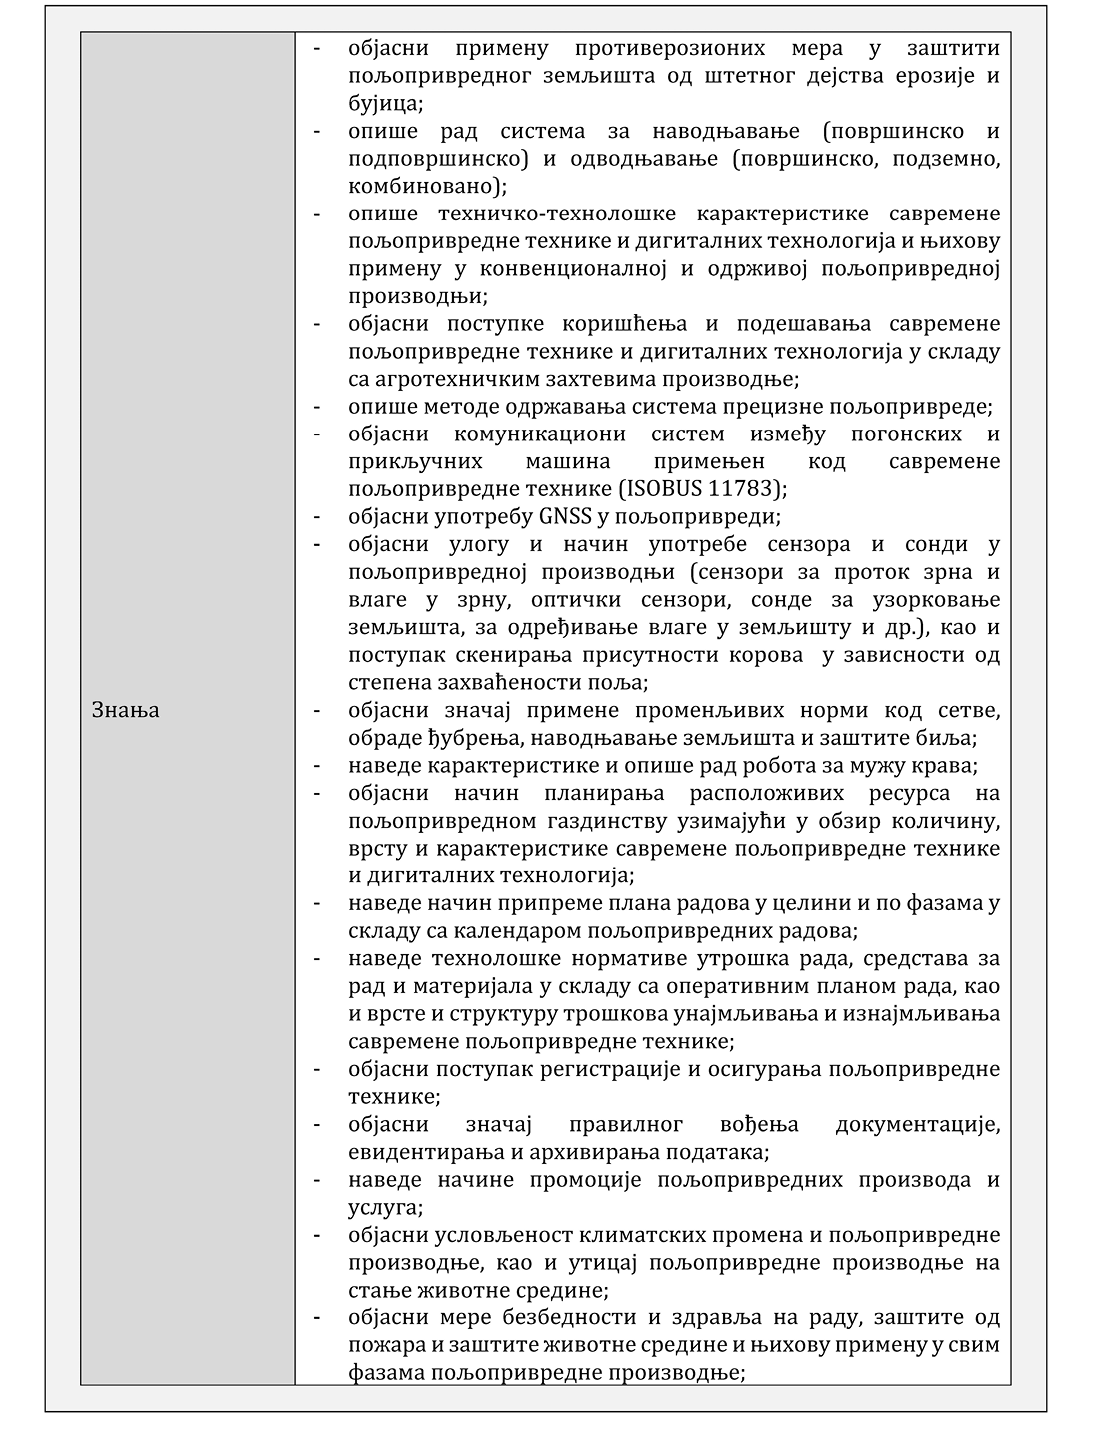 Знања
- објасни примену противерозионих мера у заштити
пољопривредног земљишта од штетног дејства ерозије и
бујица;
- опише рад система за наводњавање (површинско и
подповршинско) и одводњавање (површинско, подземно,
комбиновано);
- опише техничко-технолошке карактеристике савремене
пољопривредне технике и дигиталних технологија и њихову
примену у конвенционалној и одрживој пољопривредној
производњи;
- објасни поступке коришћења и подешавања савремене
пољопривредне технике и дигиталних технологија у складу
са агротехничким захтевима производње;
- опише методе одржавања система прецизне пољопривреде;
- објасни комуникациони систем између погонских и
прикључних машина примењен код савремене
пољопривредне технике (ISOBUS 11783);
- објасни употребу GNSS у пољопривреди;
- објасни улогу и начин употребе сензора и сонди у
пољопривредној производњи (сензори за проток зрна и
влаге у зрну, оптички сензори, сонде за узорковање
земљишта, за одређивање влаге у земљишту и др.), као и
поступак скенирања присутности корова у зависности од
степена захваћености поља;
- објасни значај примене променљивих норми код сетве,
обраде ђубрења, наводњавање земљишта и заштите биља;
- наведе карактеристике и опише рад робота за мужу крава;
- објасни начин планирања расположивих ресурса на
пољопривредном газдинству узимајући у обзир количину,
врсту и карактеристике савремене пољопривредне технике
и дигиталних технологија;
- наведе начин припреме плана радова у целини и по фазама у
складу са календаром пољопривредних радова;
- наведе технолошке нормативе утрошка рада, средстава за
рад и материјала у складу са оперативним планом рада, као
и врсте и структуру трошкова унајмљивања и изнајмљивања
савремене пољопривредне технике;
- објасни поступак регистрације и осигурања пољопривредне
технике;
- објасни значај правилног вођења документације,
евидентирања и архивирања података;
- наведе начине промоције пољопривредних производа и
услуга;
- објасни условљеност климатских промена и пољопривредне
производње, као и утицај пољопривредне производње на
стање животне средине;
- објасни мере безбедности и здравља на раду, заштите од
пожара и заштите животне средине и њихову примену у свим
фазама пољопривредне производње;